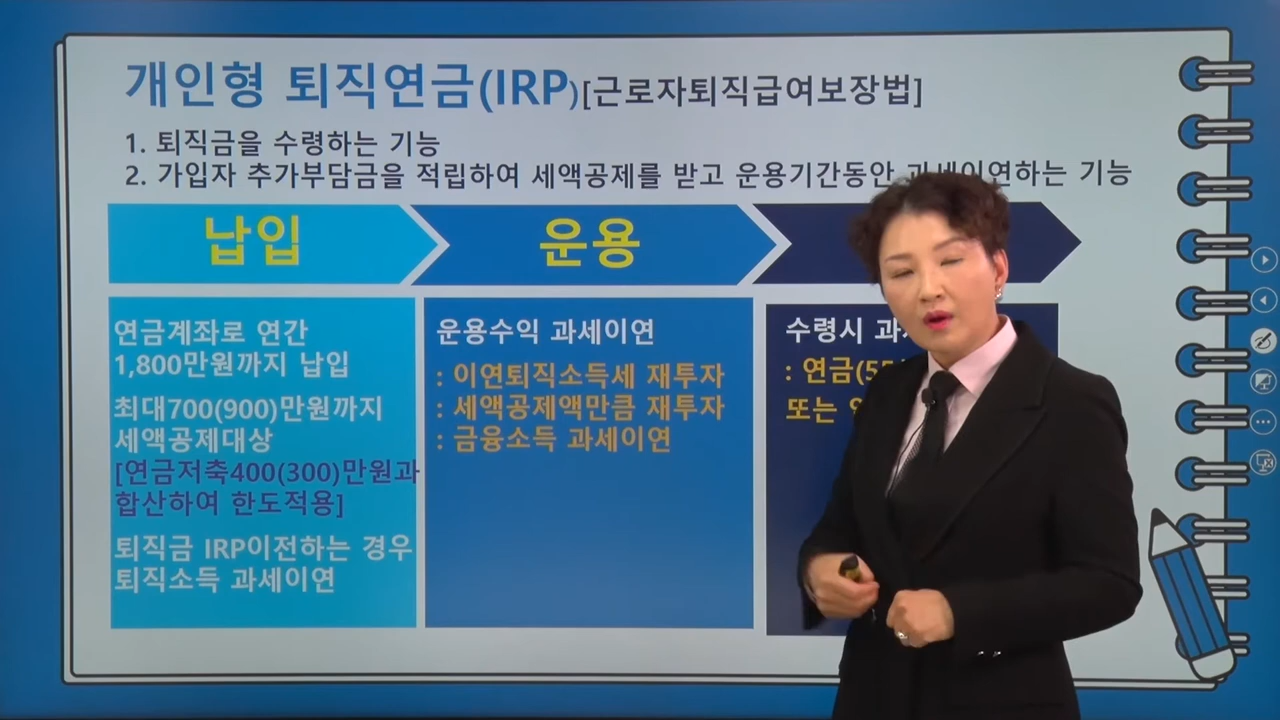 개인형 퇴직연금(IRP)[근로자퇴직급여보장법]
1. 퇴직금을 수령하는 기능
2. 가입자 추가부담금을 적립하여 세액공제를 받고 운용기간동안 과세이연하는 기능
납입
운용
연금계좌로 연간
1,800만원까지 납입
최대700(900)만원까지
세액공제대상
[연금저축400(300)만원과
합산하여 한도적용]
퇴직금 IRP이전하는 경우
퇴직소득 과세이연
운용수익 과세이연
: 이연퇴직소득세 재투자
: 세액공제액만큼 재투자
: 금융소득 과세이연
수령시
: 연금(55
또는